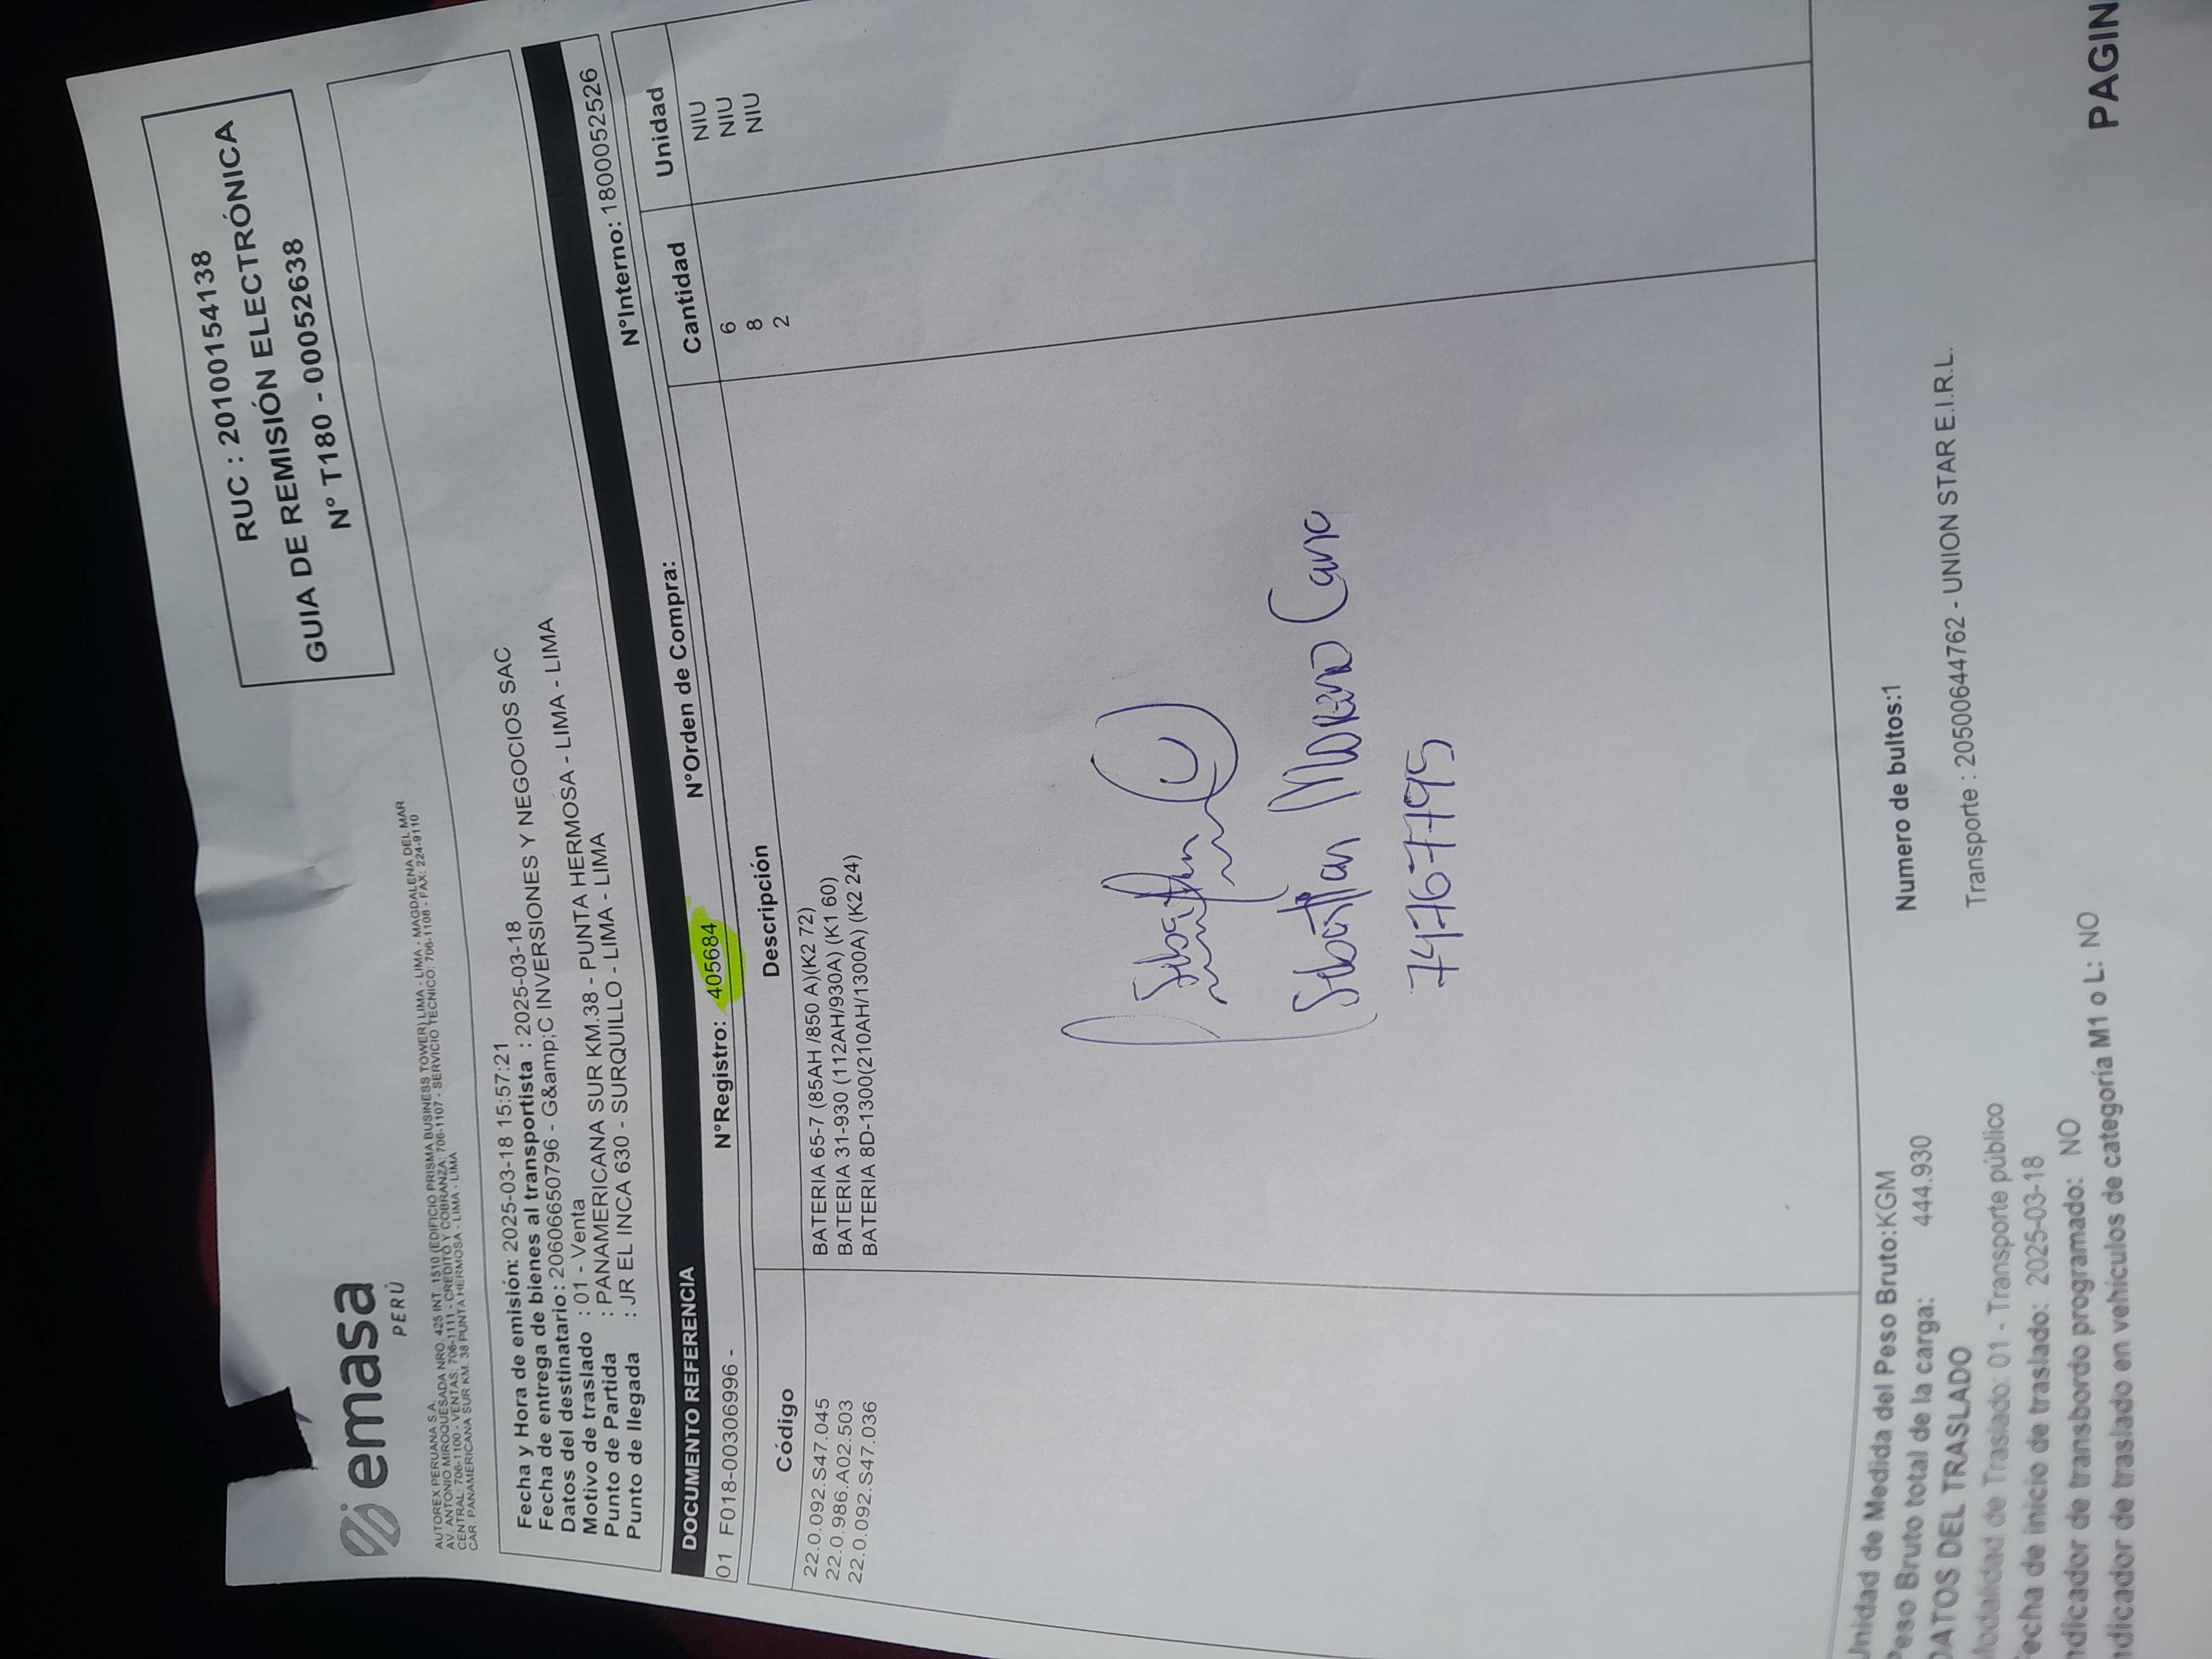 emasa
PERÚ
RUC : 20100154138
GUIA DE REMISIÓN ELECTRÓNICA
N° T180 - 00052638
AUTOREX PERUANA S.A.
AV. ANTONIO MIROQUESADA NRO. 425 INT. 1510 (EDIFICIO PRISMA BUSINESS TOWER) LIMA - LIMA - MAGDALENA DEL MAR
CENTRAL: 706-1100 - VENTAS: 706-1111 - CREDITO Y COBRANZA: 706-1107 - SERVICIO TECNICO: 706-1108 - FAX: 224-9110
CAR. PANAMERICANA SUR KM. 38 PUNTA HERMOSA - LIMA - LIMA
Fecha y Hora de emisión: 2025-03-18 15:57:21
Fecha de entrega de bienes al transportista : 2025-03-18
Datos del destinatario : 20606650796 - G&amp;C INVERSIONES Y NEGOCIOS SAC
Motivo de traslado : 01 - Venta
Punto de Partida : PANAMERICANA SUR KM.38 - PUNTA HERMOSA - LIMA - LIMA
Punto de llegada : JR EL INCA 630 - SURQUILLO - LIMA - LIMA
N°Interno: 1800052526
DOCUMENTO REFERENCIA
01 F018-00306996 - N°Registro: 405684 N°Orden de Compra:
Código Descripción Cantidad Unidad
22.0.092.S47.045 BATERIA 65-7 (85AH /850 A)(K2 72) 6 NIU
22.0.986.A02.503 BATERIA 31-930 (112AH/930A) (K1 60) 8 NIU
22.0.092.S47.036 BATERIA 8D-1300(210AH/1300A) (K2 24) 2 NIU
Moreno Cano
74767795
Unidad de Medida del Peso Bruto:KGM Numero de bultos:1
Peso Bruto total de la carga: 444.930
DATOS DEL TRASLADO Transporte : 20500644762 - UNION STAR E.I.R.L.
Modalidad de Traslado: 01 - Transporte público
Fecha de inicio de traslado: 2025-03-18
Indicador de transbordo programado: NO
Indicador de traslado en vehículos de categoría M1 o L: NO
PAGIN